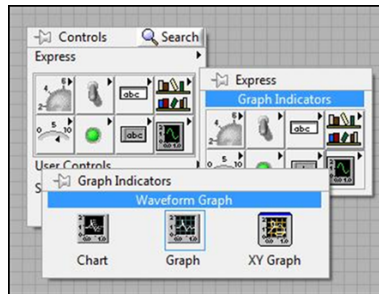 Controls
Search
Express
abc
abc
User Controls
Express
Graph Indicators
abc
abc
Graph Indicators
Waveform Graph
Chart
Graph
XY Graph